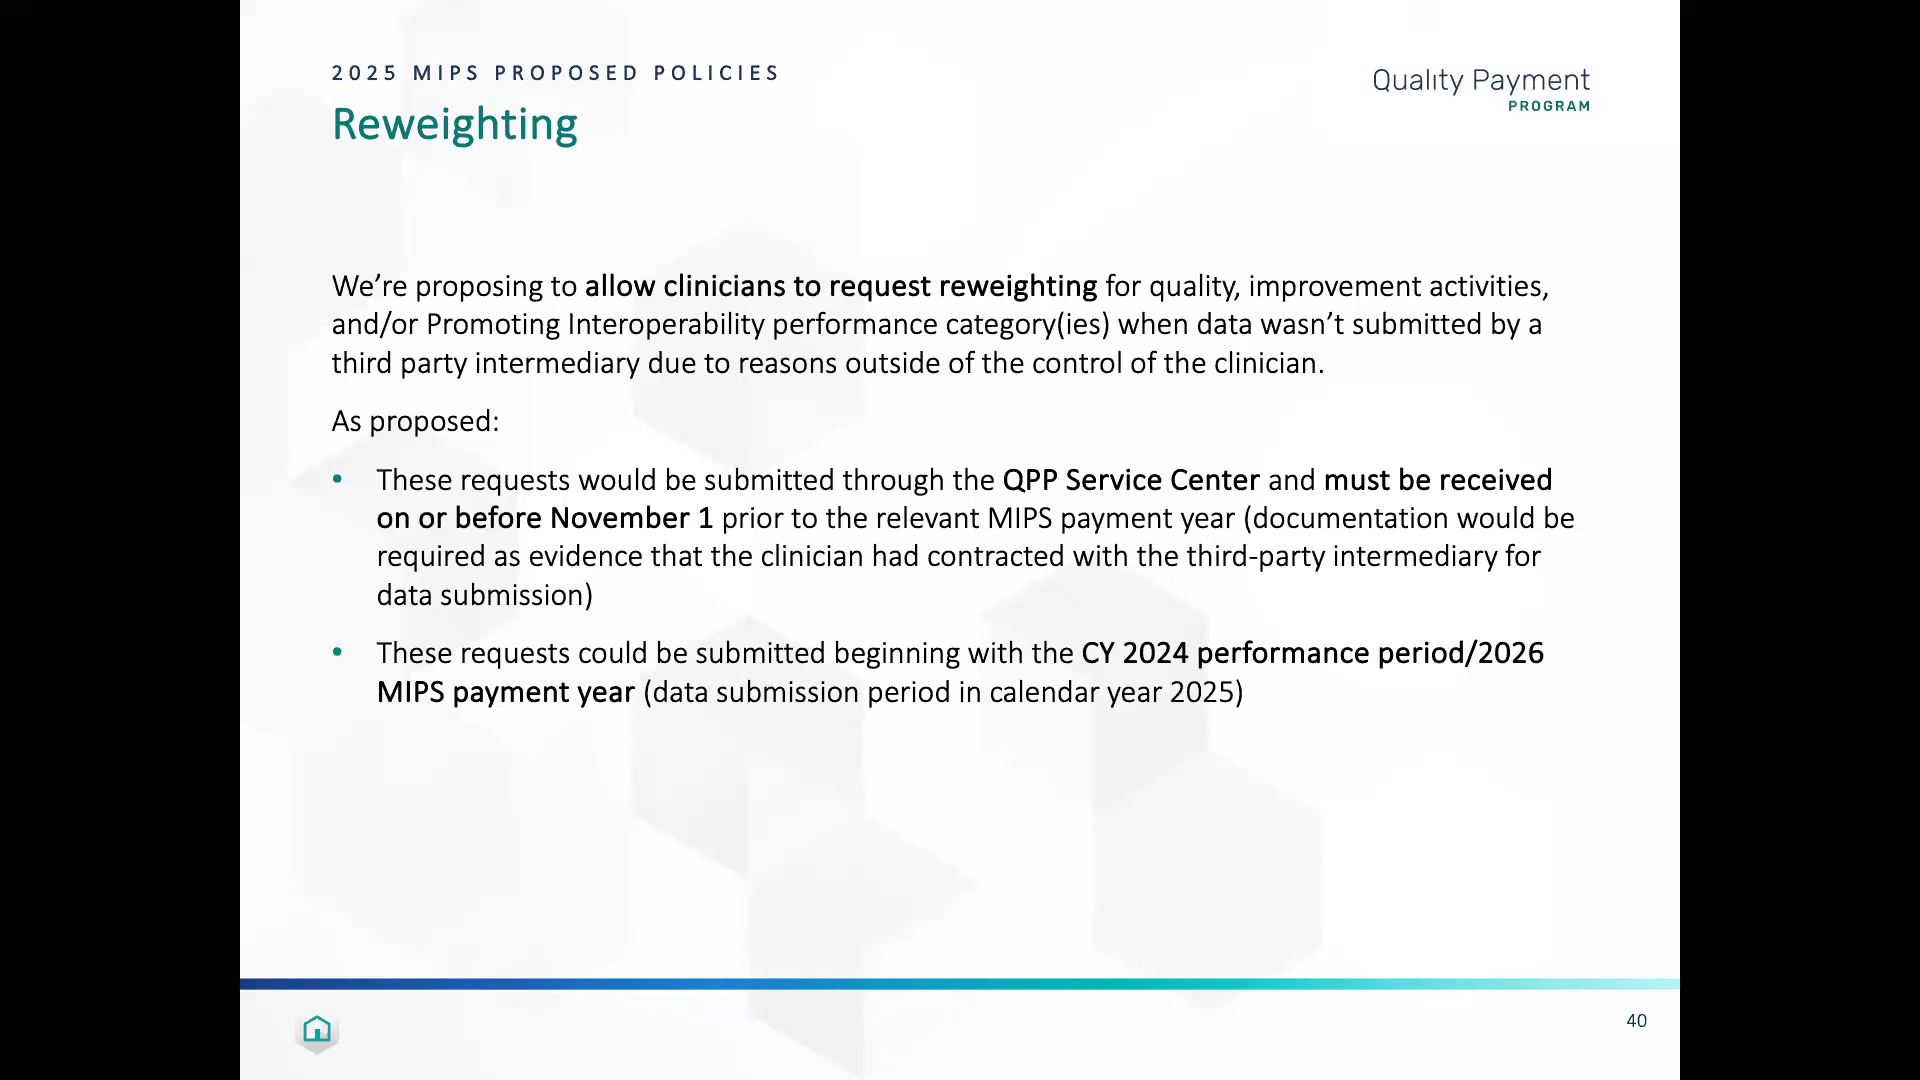 2025 MIPS PROPOSED POLICIES
Reweighting
Quality Payment
PROGRAM
We’re proposing to allow clinicians to request reweighting for quality, improvement activities,
and/or Promoting Interoperability performance category(ies) when data wasn’t submitted by a
third party intermediary due to reasons outside of the control of the clinician.
As proposed:
• These requests would be submitted through the QPP Service Center and must be received
on or before November 1 prior to the relevant MIPS payment year (documentation would be
required as evidence that the clinician had contracted with the third-party intermediary for
data submission)
• These requests could be submitted beginning with the CY 2024 performance period/2026
MIPS payment year (data submission period in calendar year 2025)
40